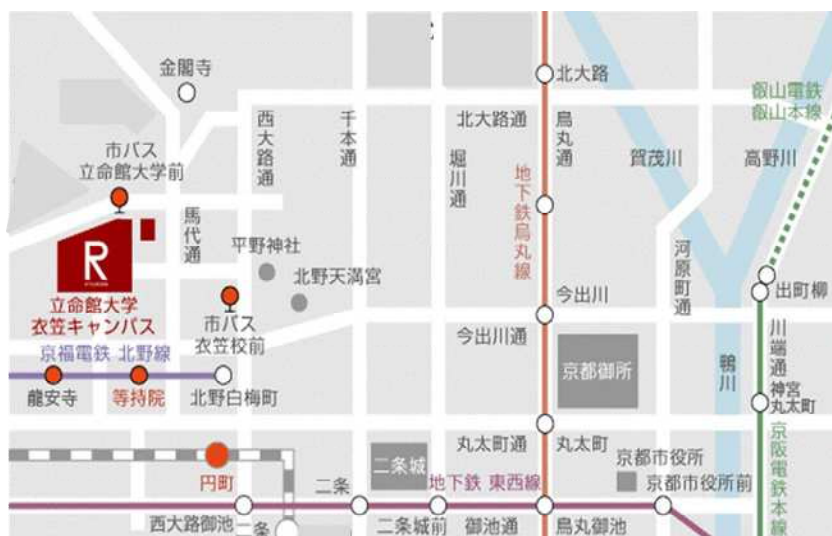 金閣寺
北大路
叡山電鉄
叡山本線
西大路通
千本通
北大路通
烏丸通
市バス
立命館大学前
堀川通
賀茂川
高野川
地下鉄烏丸線
馬代通
R
平野神社
北野天満宮
河原町通
今出川
出町柳
立命館大学
衣笠キャンパス
市バス
衣笠校前
今出川通
京福電鉄 北野線
京都御所
鴨川
川端通
龍安寺
等持院
北野白梅町
神宮
丸太町
丸太町通
丸太町
二条城
京都市役所
京阪電鉄本線
円町
二条
地下鉄 東西線
京都市役所前
西大路御池
二条
二条城前
御池通
烏丸御池